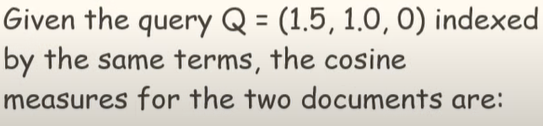 Given the query Q = (1.5, 1.0, 0) indexed
by the same terms, the cosine
measures for the two documents are: